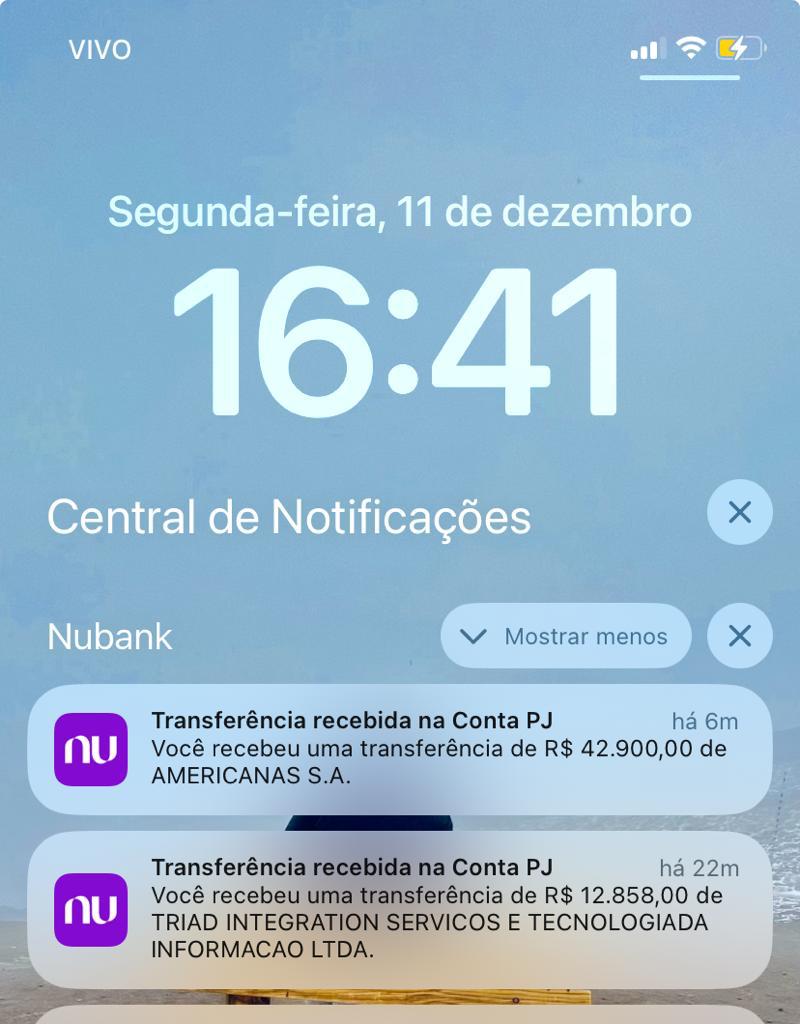 VIVO
Segunda-feira, 11 de dezembro
16:41
Central de Notificações
Nubank
Mostrar menos
nu
Transferência recebida na Conta PJ
há 6m
Você recebeu uma transferência de R$ 42.900,00 de
AMERICANAS S.A.
nu
Transferência recebida na Conta PJ
há 22m
Você recebeu uma transferência de R$ 12.858,00 de
TRIAD INTEGRATION SERVICOS E TECNOLOGIADA
INFORMACAO LTDA.